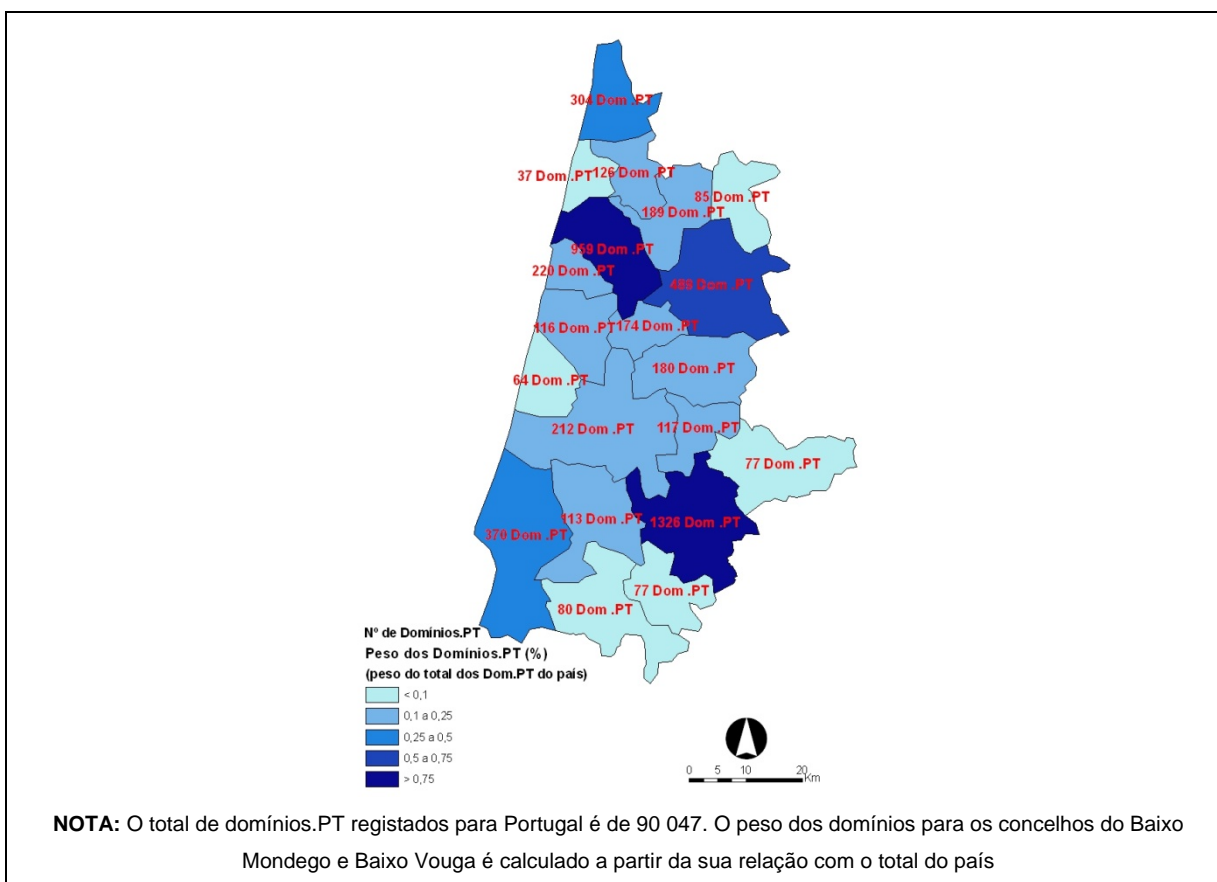 304 Dom .PT
37 Dom .PT
126 Dom .PT
85 Dom .PT
189 Dom .PT
959 Dom .PT
220 Dom .PT
Dom .PT
116 Dom .PT
174 Dom .PT
64 Dom .PT
180 Dom .PT
212 Dom .PT
117 Dom .PT
77 Dom .PT
113 Dom .PT
1326 Dom .PT
370 Dom .PT
77 Dom .PT
80 Dom .PT
Nº de Domínios.PT
Peso dos Domínios.PT (%)
(peso do total dos Dom.PT do país)
< 0,1
0,1 a 0,25
0,25 a 0,5
0,5 a 0,75
> 0,75
0 5 10 20
Km
NOTA: O total de domínios.PT registados para Portugal é de 90 047. O peso dos domínios para os concelhos do Baixo
Mondego e Baixo Vouga é calculado a partir da sua relação com o total do país